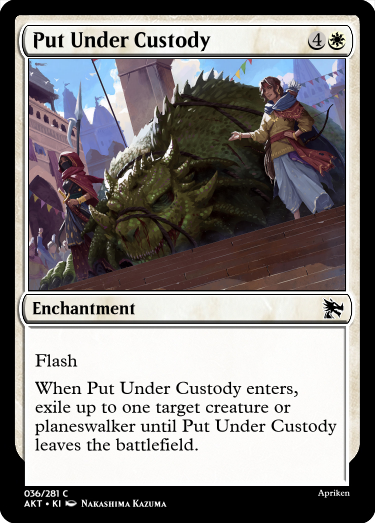 Put Under Custody 4
Enchantment
Flash
When Put Under Custody enters,
exile up to one target creature or
planeswalker until Put Under Custody
leaves the battlefield.
036/281 C Apriken
AKT • KI Nakashima Kazuma